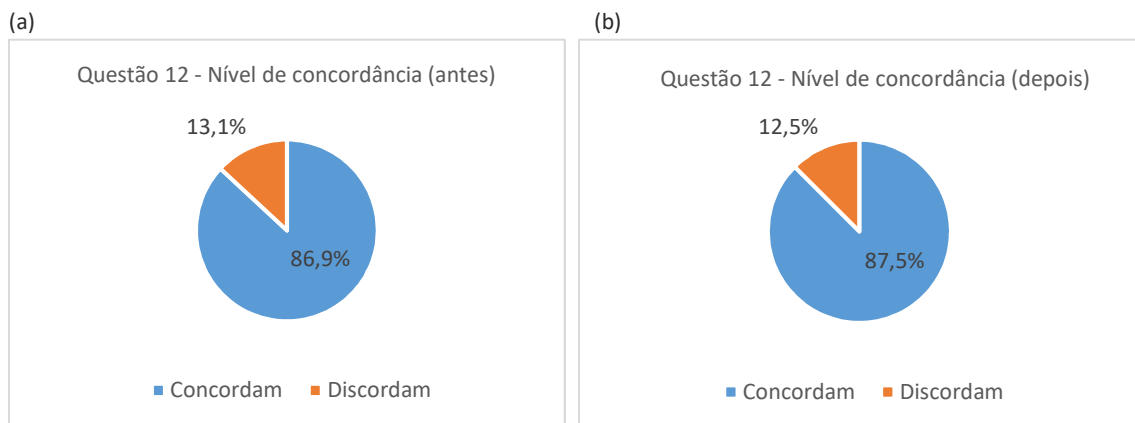 (a)
Questão 12 - Nível de concordância (antes)
13,1%
86,9%
Concordam Discordam
(b)
Questão 12 - Nível de concordância (depois)
12,5%
87,5%
Concordam Discordam